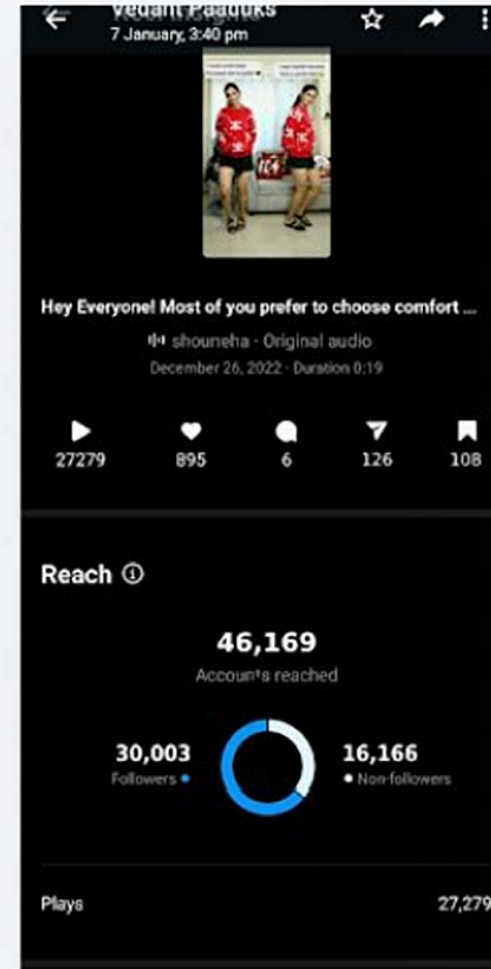 Vedant Paaduks
7 January, 3:40 pm
Hey Everyone! Most of you prefer to choose comfort ...
shouneha · Original audio
December 26, 2022 · Duration 0:19
27279 895 6 126 108
Reach
46,169
Accounts reached
30,003 16,166
Followers Non-followers
Plays 27,279